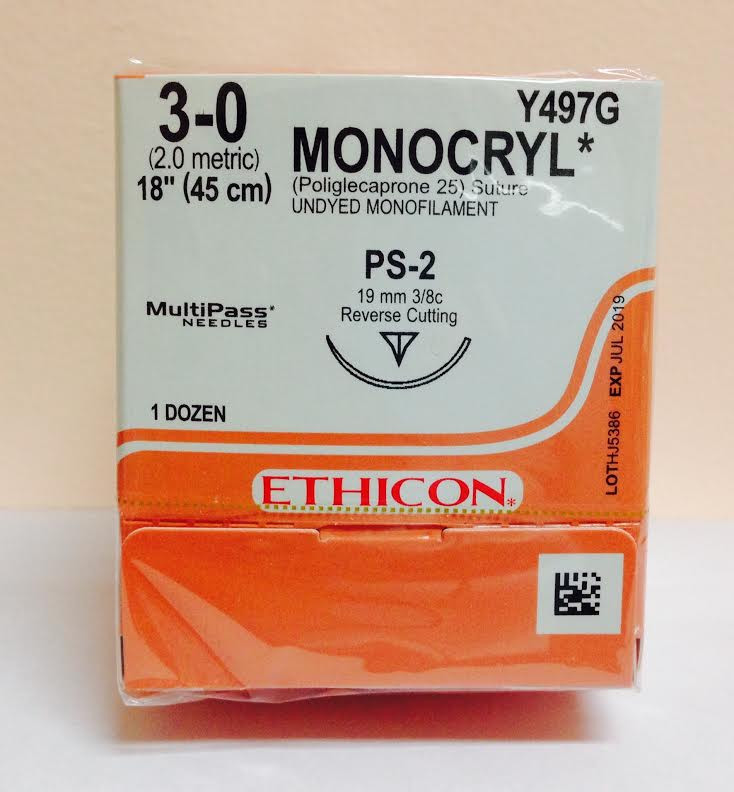 3-0
(2.0 metric)
18" (45 cm)
Y497G
MONOCRYL*
(Poliglecaprone 25) Suture
UNDYED MONOFILAMENT
PS-2
19 mm 3/8c
Reverse Cutting
MultiPass*
NEEDLES
1 DOZEN
LOTHJ5386 EXP JUL 2019
ETHICON*